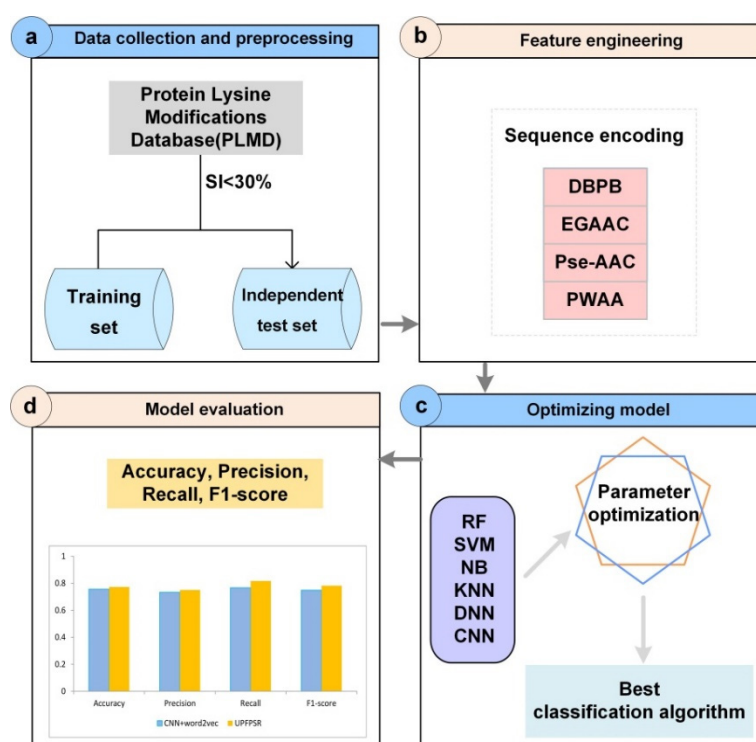 a
Data collection and preprocessing
Protein Lysine
Modifications
Database(PLMD)
SI<30%
Training
set
Independent
test set
b
Feature engineering
Sequence encoding
DBPB
EGAAC
Pse-AAC
PWAA
c
Optimizing model
RF
SVM
NB
KNN
DNN
CNN
Parameter
optimization
Best
classification algorithm
d
Model evaluation
Accuracy, Precision,
Recall, F1-score
1
0.8
0.6
0.4
0.2
0
Accuracy
Precision
Recall
F1-score
CNN+word2vec
UPFPSR